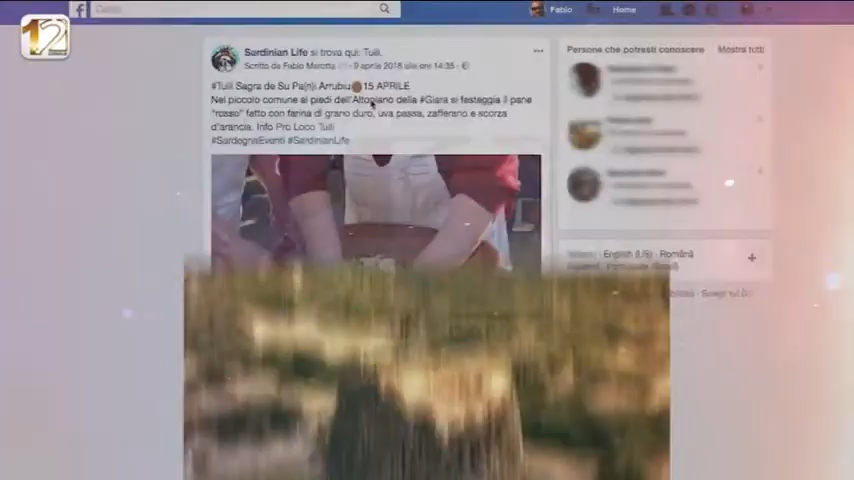 12
Cerca
Fabio Home
Sardinian Life si trova qui: Tuili.
Scritto da Fabio Marcotta
9 aprile 2018 alle ore 14:35
#Tuili Sagra de Su Pa(n)i Arrubiu 15 APRILE
Nel piccolo comune ai piedi dell'Altopiano della #Giara si festeggia il pane
"rosso" fatto con farina di grano duro, uva passa, zafferano e scorza
d'arancia. Info Pro Loco Tuili
#SardegnaEventi #SardinianLife
Persone che potresti conoscere Mostra tutti
English (US) · Română